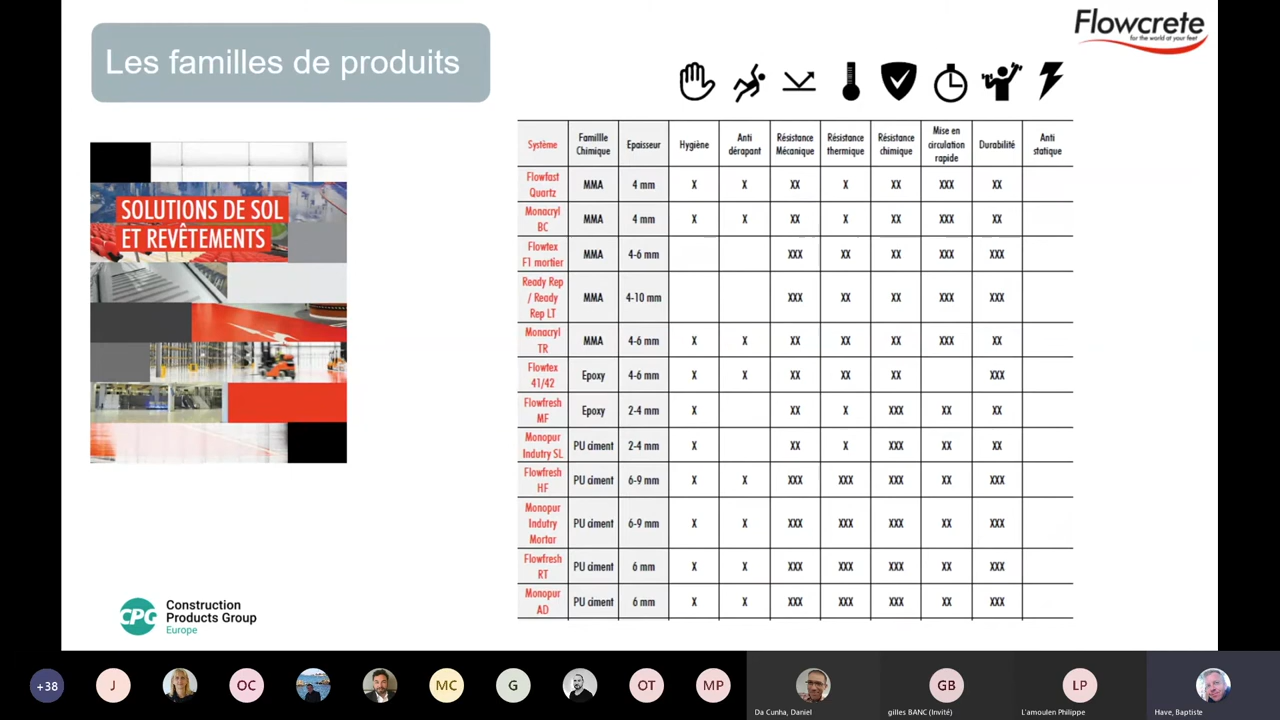 Les familles de produits
Flowcrete
for the world at your feet
SOLUTIONS DE SOL
ET REVÊTEMENTS
Système
Famillle
Chimique
Epaisseur
Hygiène
Anti
dérapant
Résistance
Mécanique
Résistance
thermique
Résistance
chimique
Mise en
circulation
rapide
Durabilité
Anti
statique
Flowfast
Quartz
MMA
4 mm
X
X
XX
X
XX
XXX
XX
Monacryl
BC
MMA
4 mm
X
X
XX
X
XX
XXX
XX
Flowtex
F1 mortier
MMA
4-6 mm
XXX
XX
XX
XXX
XXX
Ready Rep
/ Ready
Rep LT
MMA
4-10 mm
XXX
XX
XX
XXX
XXX
Monacryl
TR
MMA
4-6 mm
X
X
XX
XX
XX
XXX
XX
Flowtex
41/42
Epoxy
4-6 mm
X
X
XX
XX
XX
XXX
Flowfresh
MF
Epoxy
2-4 mm
X
XX
X
XXX
XX
XX
Monopur
Indutry SL
PU ciment
2-4 mm
X
XX
X
XXX
XX
XX
Flowfresh
HF
PU ciment
6-9 mm
X
X
XXX
XXX
XXX
XX
XXX
Monopur
Indutry
Mortar
PU ciment
6-9 mm
X
X
XXX
XXX
XXX
XX
XXX
Flowfresh
RT
PU ciment
6 mm
X
X
XXX
XXX
XXX
XX
XXX
Monopur
AD
PU ciment
6 mm
X
X
XXX
XXX
XXX
XX
XXX
CPG
Construction
Products Group
Europe
+38
J
OC
MC
G
OT
MP
GB
LP
Da Cunha, Daniel
gilles BANC (Invité)
L'amoulen Philippe
Have, Baptiste